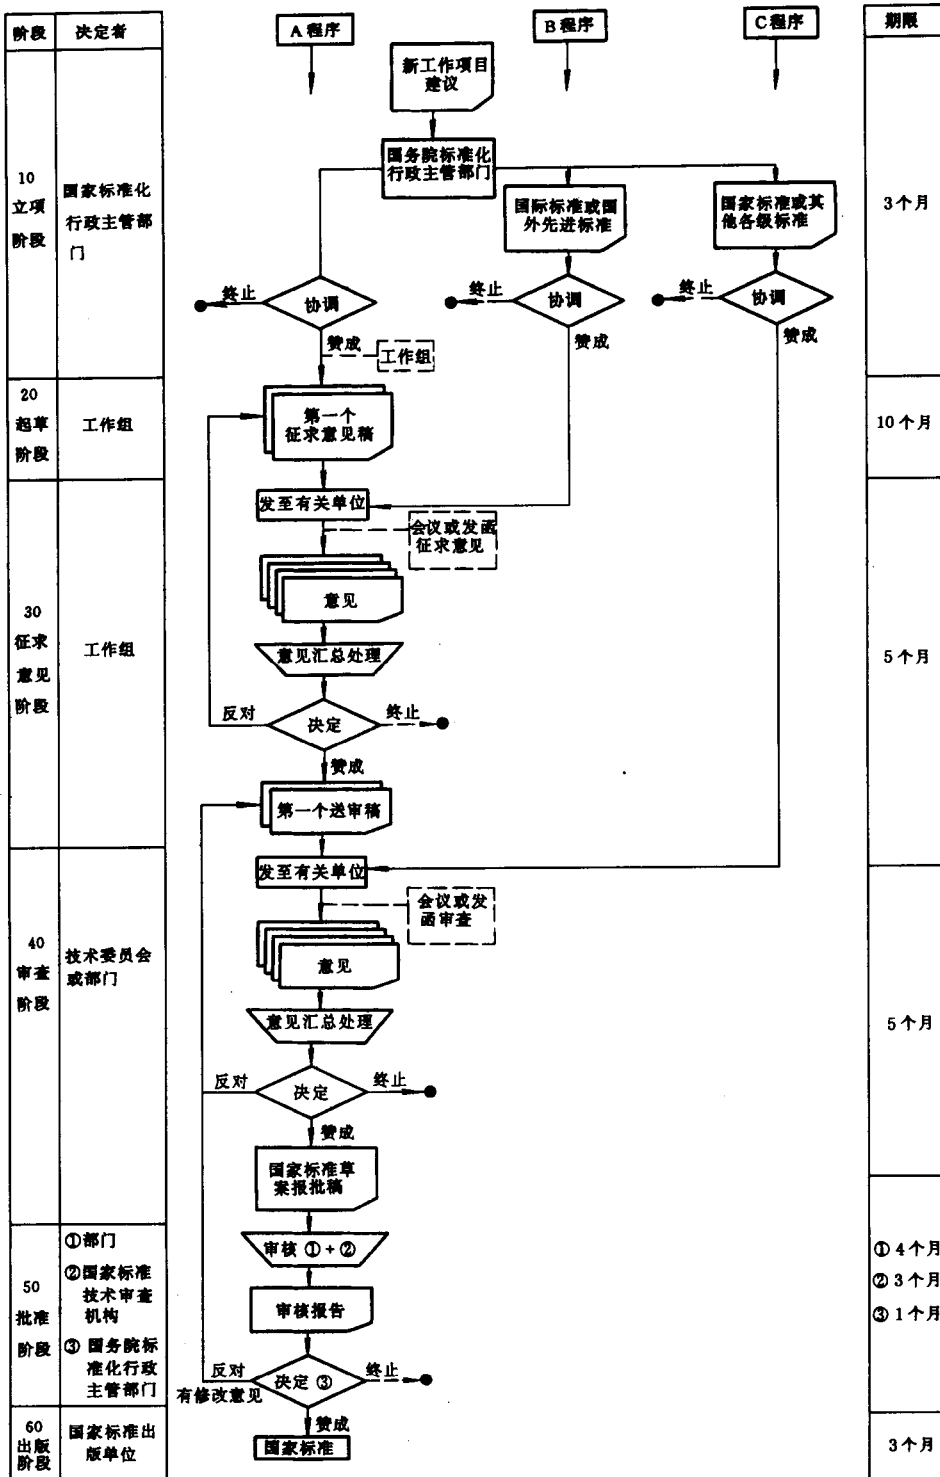 阶段
决定者
A 程序
B 程序
C 程序
期限
新工作项目
建议
国务院标准化
行政主管部门
10
立项
阶段
国家标准化
行政主管部
门
国际标准或国
外先进标准
国家标准或其
他各级标准
3 个月
终止
协调
终止
协调
终止
协调
赞成
赞成
赞成
工作组
20
起草
阶段
工作组
第一个
征求意见稿
10 个月
发至有关单位
会议或发函
征求意见
30
征求
意见
阶段
工作组
意见
5 个月
意见汇总处理
反对
决定
终止
赞成
第一个送审稿
发至有关单位
会议或发
函审查
40
审查
阶段
技术委员会
或部门
意见
意见汇总处理
5 个月
反对
决定
终止
赞成
国家标准草
案报批稿
50
批准
阶段
①部门
②国家标准
技术审查
机构
③ 国务院标
准化行政
主管部门
审核 ① + ②
审核报告
① 4 个月
② 3 个月
③ 1 个月
反对
有修改意见
决定 ③
终止
赞成
60
出版
阶段
国家标准出
版单位
国家标准
3 个月